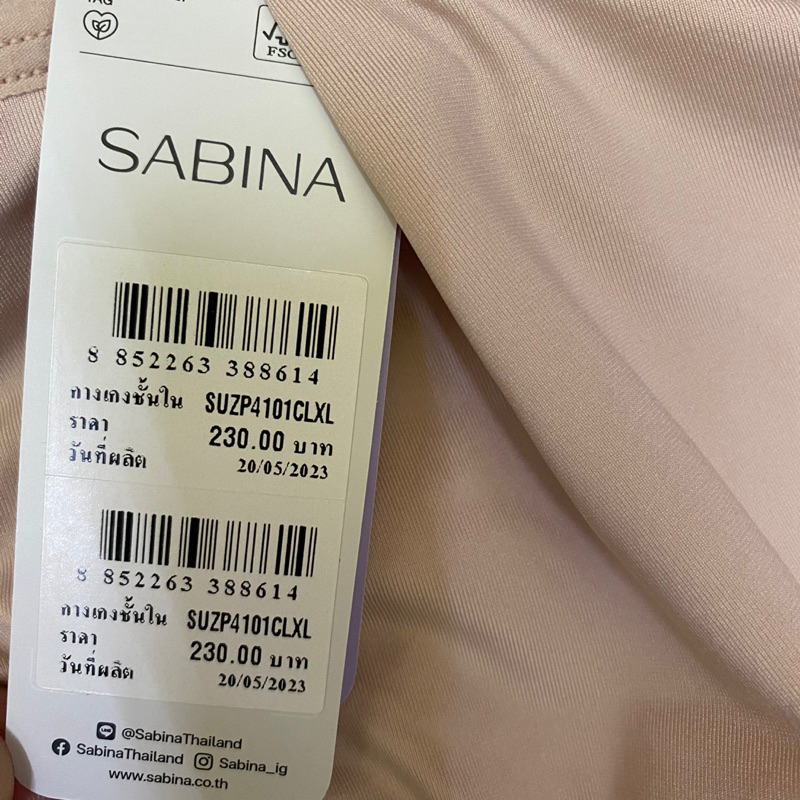 TAG
FSC
SABINA
8 852263 388614
กางเกงชั้นใน SUZP4101CLXL
ราคา 230.00 บาท
วันที่ผลิต 20/05/2023
8 852263 388614
กางเกงชั้นใน SUZP4101CLXL
ราคา 230.00 บาท
วันที่ผลิต 20/05/2023
@SabinaThailand
SabinaThailand Sabina_ig
www.sabina.co.th